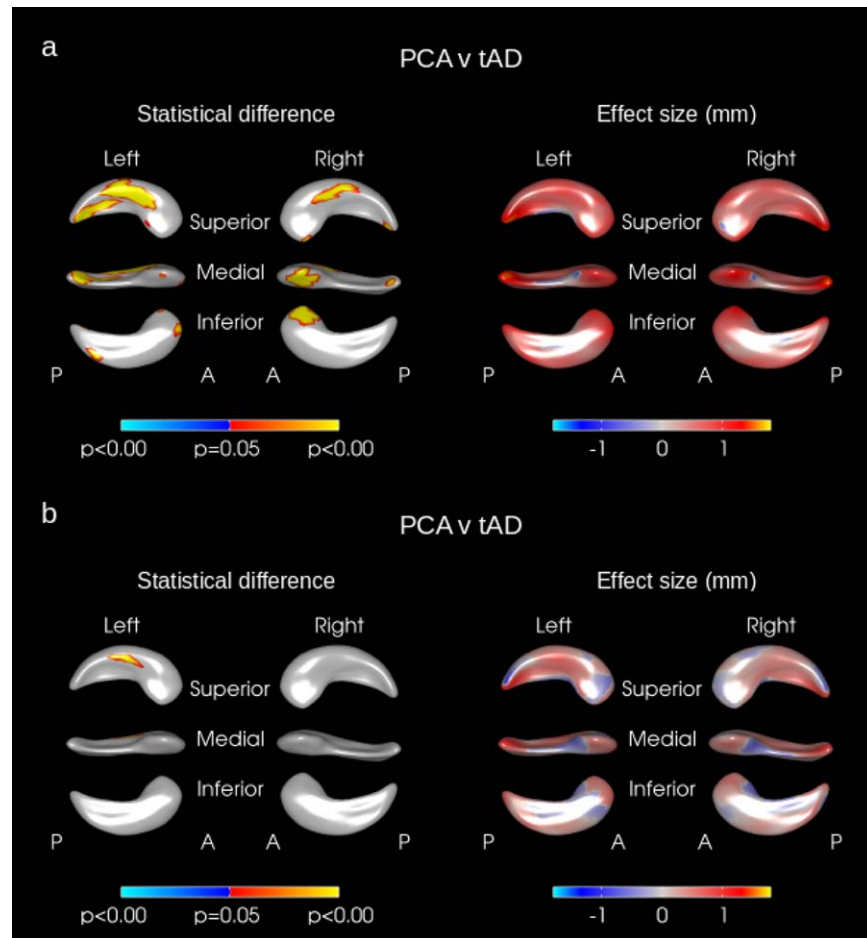 a
PCA v tAD
Statistical difference
Effect size (mm)
Left
Right
Left
Right
Superior
Superior
Medial
Medial
Inferior
Inferior
P A A P
P A A P
p<0.00 p=0.05 p<0.00
-1 0 1
b
PCA v tAD
Statistical difference
Effect size (mm)
Left
Right
Left
Right
Superior
Superior
Medial
Medial
Inferior
Inferior
P A A P
P A A P
p<0.00 p=0.05 p<0.00
-1 0 1